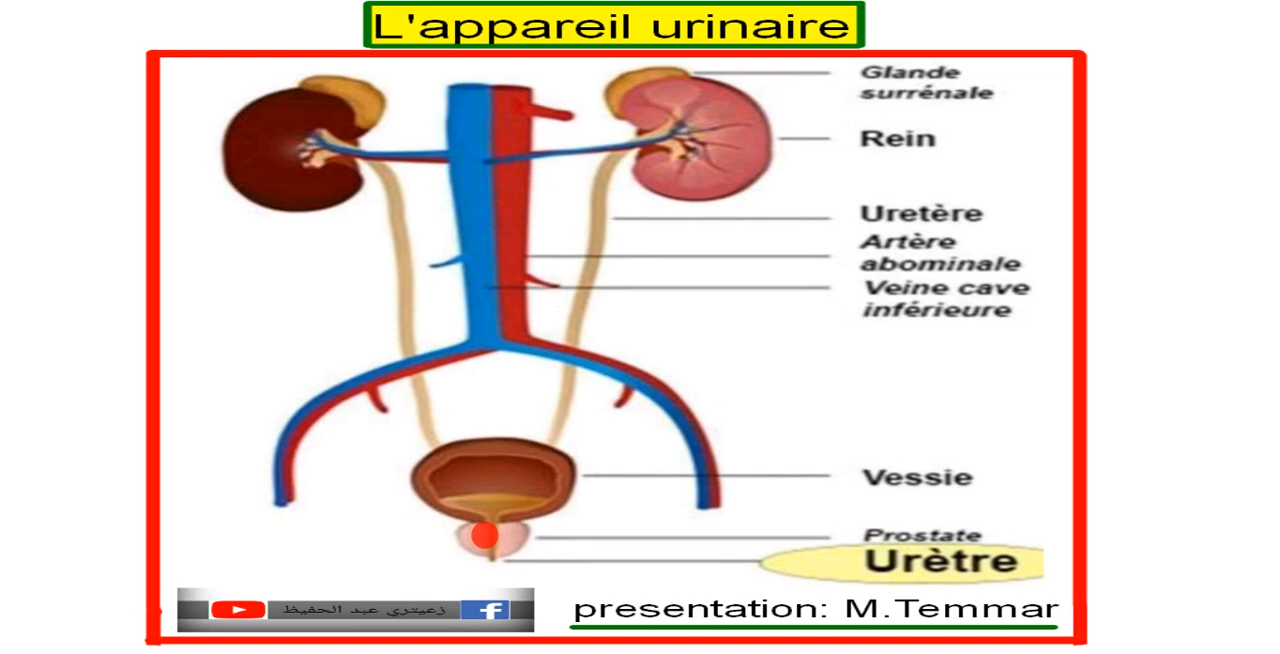 L'appareil urinaire
Glande
surrénale
Rein
Uretère
Artère
abominale
Veine cave
inférieure
Vessie
Prostate
Urètre
زعيتري عبد الحفيظ
f
presentation: M.Temmar